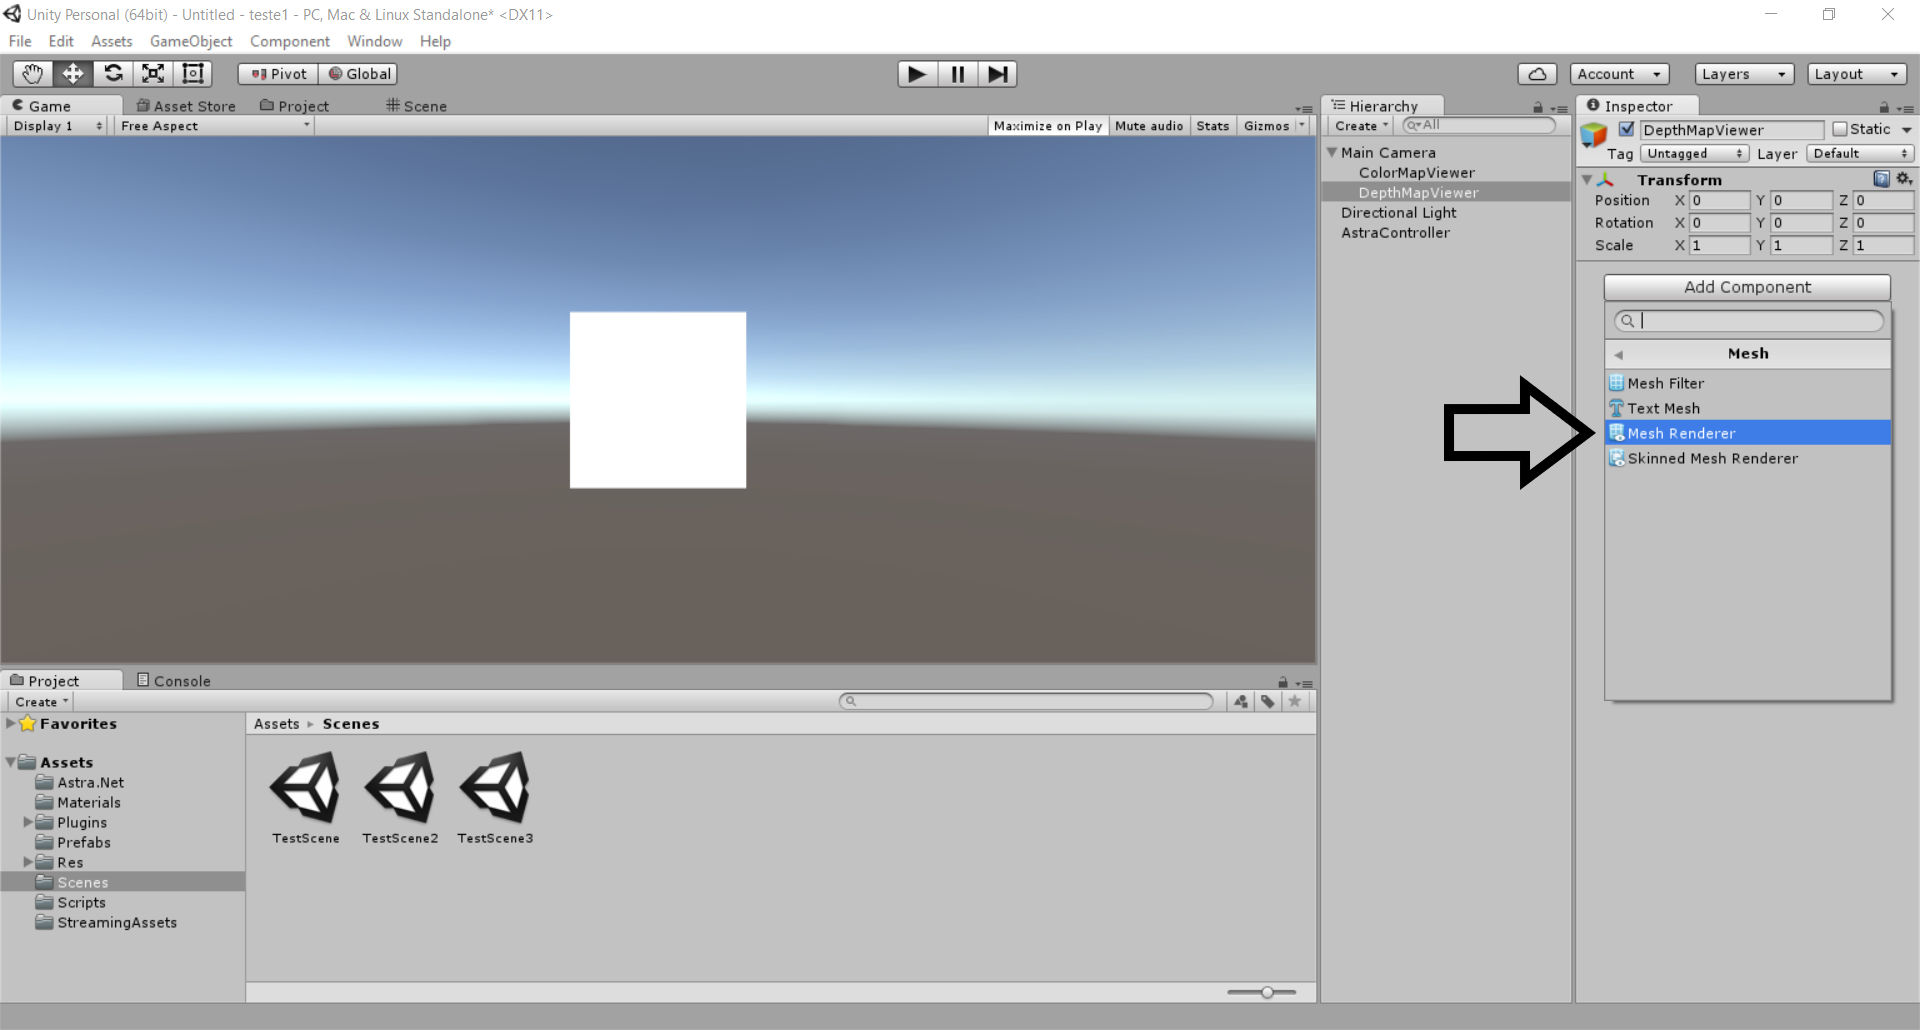 Unity Personal (64bit) - Untitled - teste1 - PC, Mac & Linux Standalone* <DX11>
File Edit Assets GameObject Component Window Help
Pivot Global Account Layers Layout
Game Asset Store Project Scene
Display 1 Free Aspect Maximize on Play Mute audio Stats Gizmos
Hierarchy
Create All
Main Camera
ColorMapViewer
DepthMapViewer
Directional Light
AstraController
Inspector
DepthMapViewer Static
Tag Untagged Layer Default
Transform
Position X 0 Y 0 Z 0
Rotation X 0 Y 0 Z 0
Scale X 1 Y 1 Z 1
Add Component
Mesh
Mesh Filter
Text Mesh
Mesh Renderer
Skinned Mesh Renderer
Project Console
Create
Favorites
Assets
Astra.Net
Materials
Plugins
Prefabs
Res
Scenes
Scripts
StreamingAssets
Assets Scenes
TestScene TestScene2 TestScene3